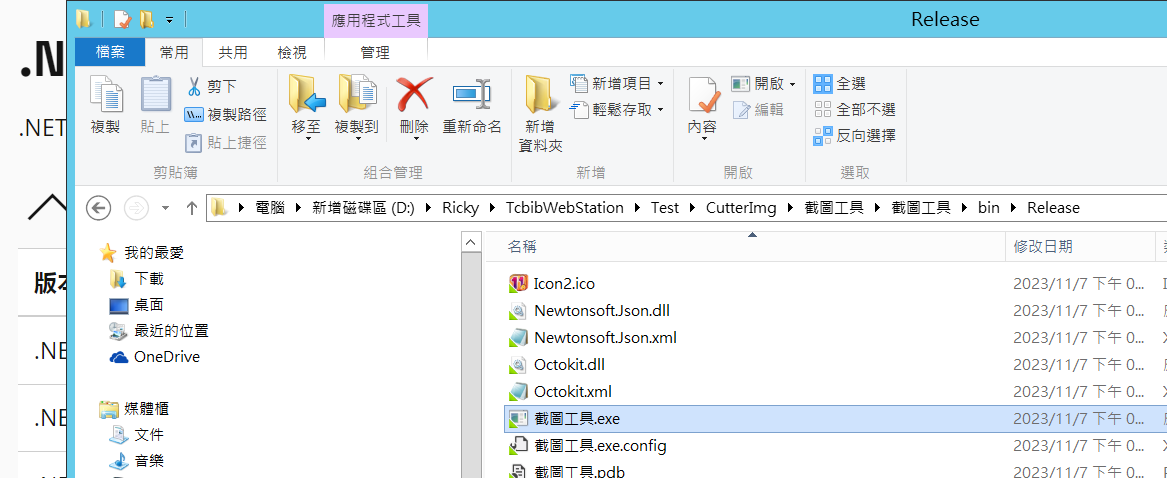 應用程式工具
Release
檔案 常用 共用 檢視 管理
複製
貼上
剪下
複製路徑
貼上捷徑
剪貼簿
移至
複製到
刪除
重新命名
組合管理
新增
資料夾
新增項目
輕鬆存取
新增
內容
開啟
編輯
開啟
全選
全部不選
反向選擇
選取
電腦 新增磁碟區 (D:) Ricky TcbibWebStation Test CutterImg 截圖工具 截圖工具 bin Release
.NET
我的最愛
下載
桌面
最近的位置
OneDrive
媒體櫃
文件
音樂
名稱 修改日期
Icon2.ico 2023/11/7 下午 0...
Newtonsoft.Json.dll 2023/11/7 下午 0...
Newtonsoft.Json.xml 2023/11/7 下午 0...
Octokit.dll 2023/11/7 下午 0...
Octokit.xml 2023/11/7 下午 0...
截圖工具.exe 2023/11/7 下午 0...
截圖工具.exe.config 2023/11/7 下午 0...
截圖工具.pdb 2023/11/7 下午 0...